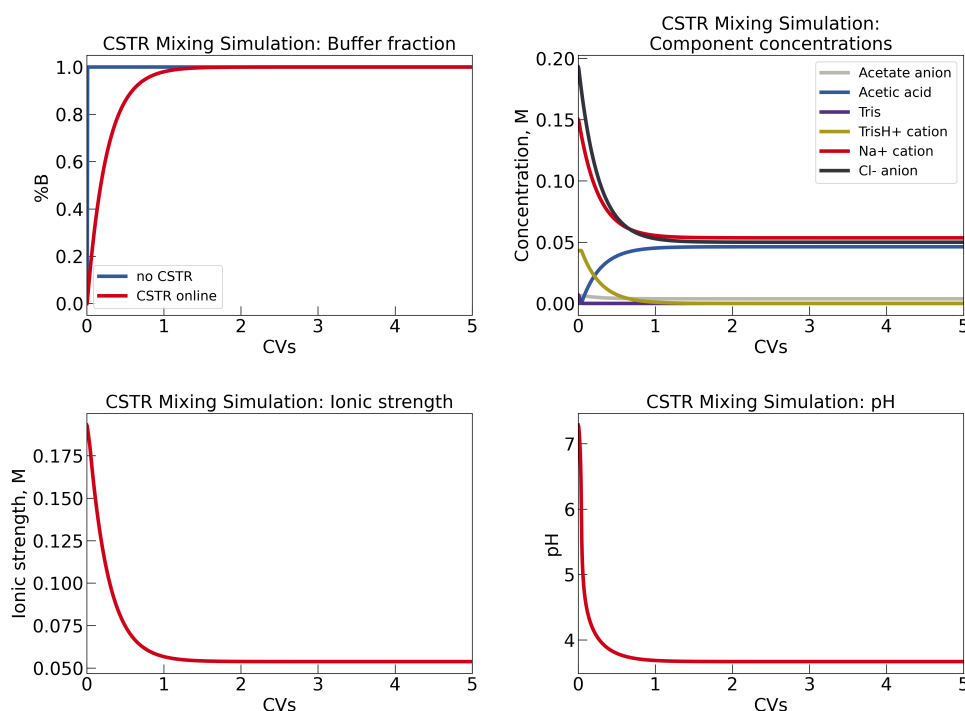 CSTR Mixing Simulation: Buffer fraction
1.0
0.8
0.6
0.4
0.2
0.0
%B
no CSTR
CSTR online
0 1 2 3 4 5
CVs
CSTR Mixing Simulation:
Component concentrations
0.20
0.15
0.10
0.05
0.00
Concentration, M
Acetate anion
Acetic acid
Tris
TrisH+ cation
Na+ cation
Cl- anion
0 1 2 3 4 5
CVs
CSTR Mixing Simulation: Ionic strength
0.175
0.150
0.125
0.100
0.075
0.050
Ionic strength, M
0 1 2 3 4 5
CVs
CSTR Mixing Simulation: pH
7
6
5
4
pH
0 1 2 3 4 5
CVs